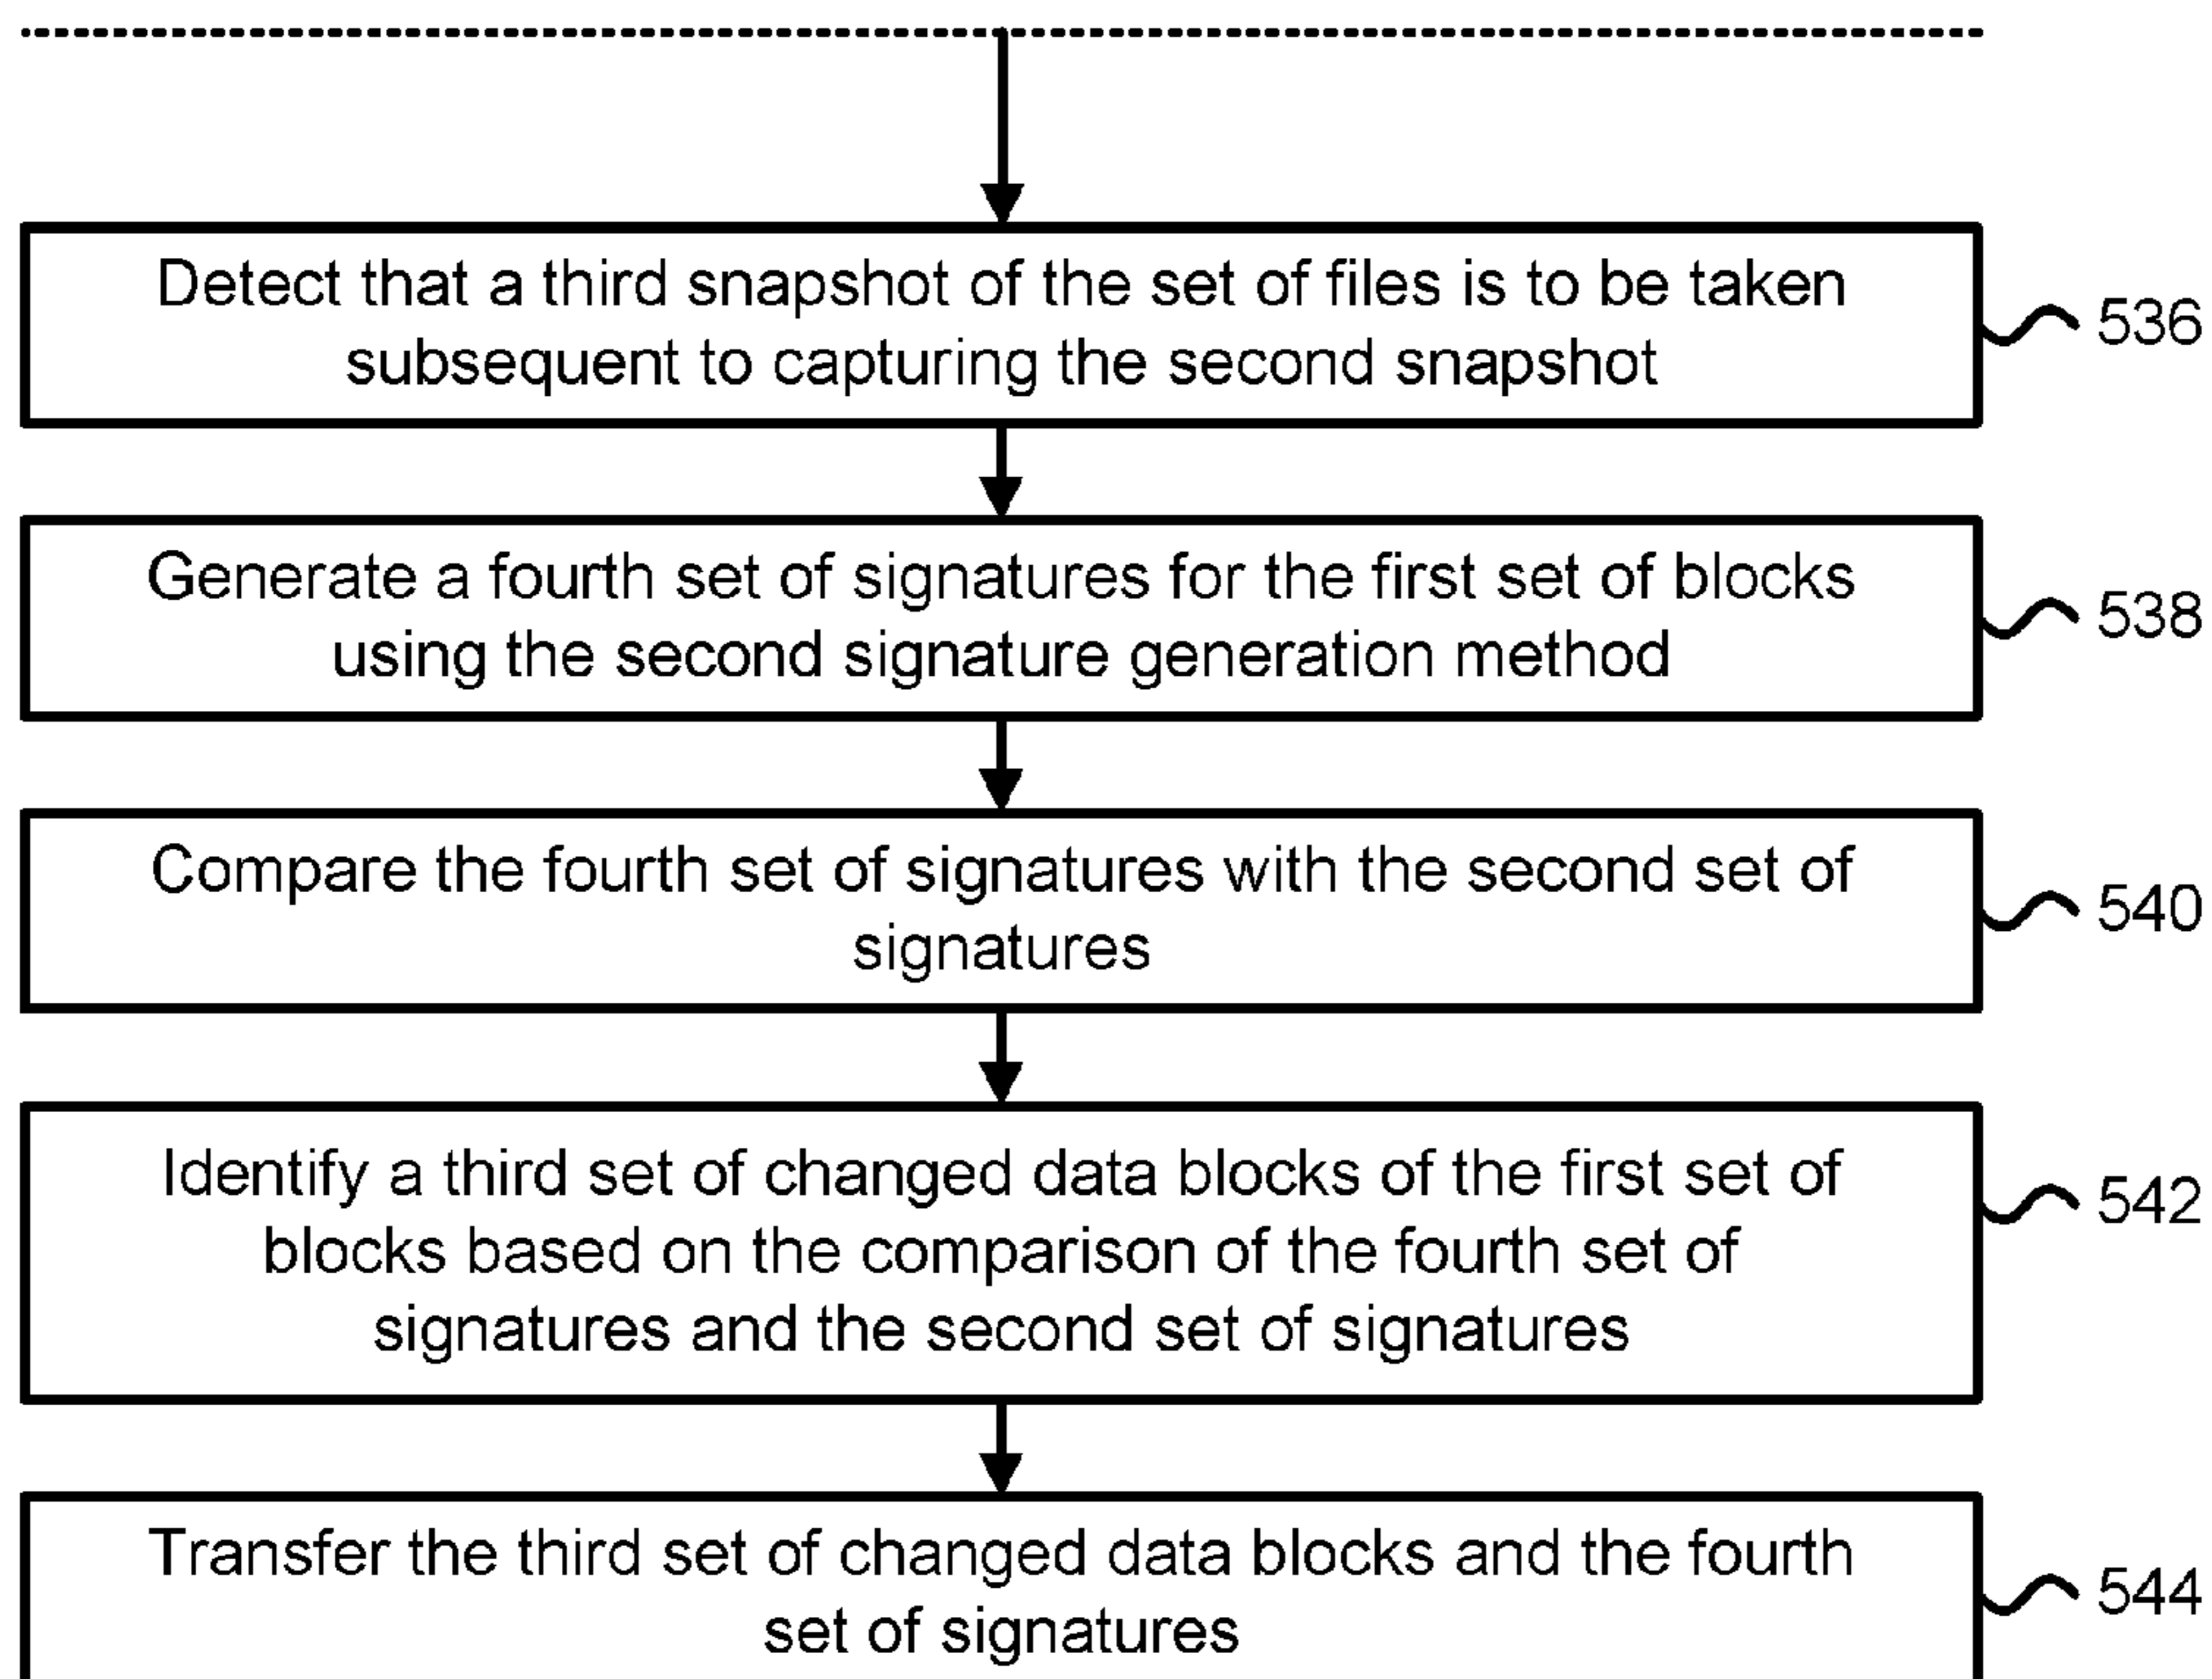 Detect that a third snapshot of the set of files is to be taken
subsequent to capturing the second snapshot
536
Generate a fourth set of signatures for the first set of blocks
using the second signature generation method
538
Compare the fourth set of signatures with the second set of
signatures
540
Identify a third set of changed data blocks of the first set of
blocks based on the comparison of the fourth set of
signatures and the second set of signatures
542
Transfer the third set of changed data blocks and the fourth
set of signatures
544